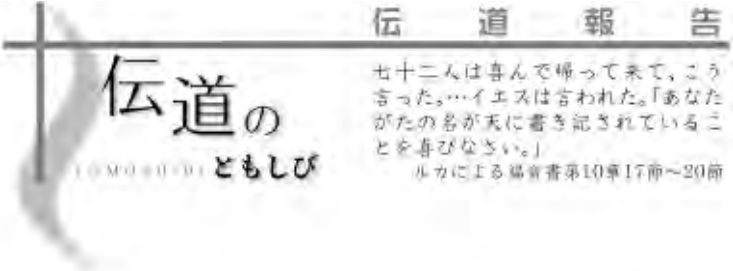 伝道報告
伝道の
TOMOSHIBI ともしび
七十二人は喜んで帰って来て、こう
言った。…イエスは言われた。「あなた
がたの名が天に書き記されているこ
とを喜びなさい。」
ルカによる福音書第10章17節〜20節